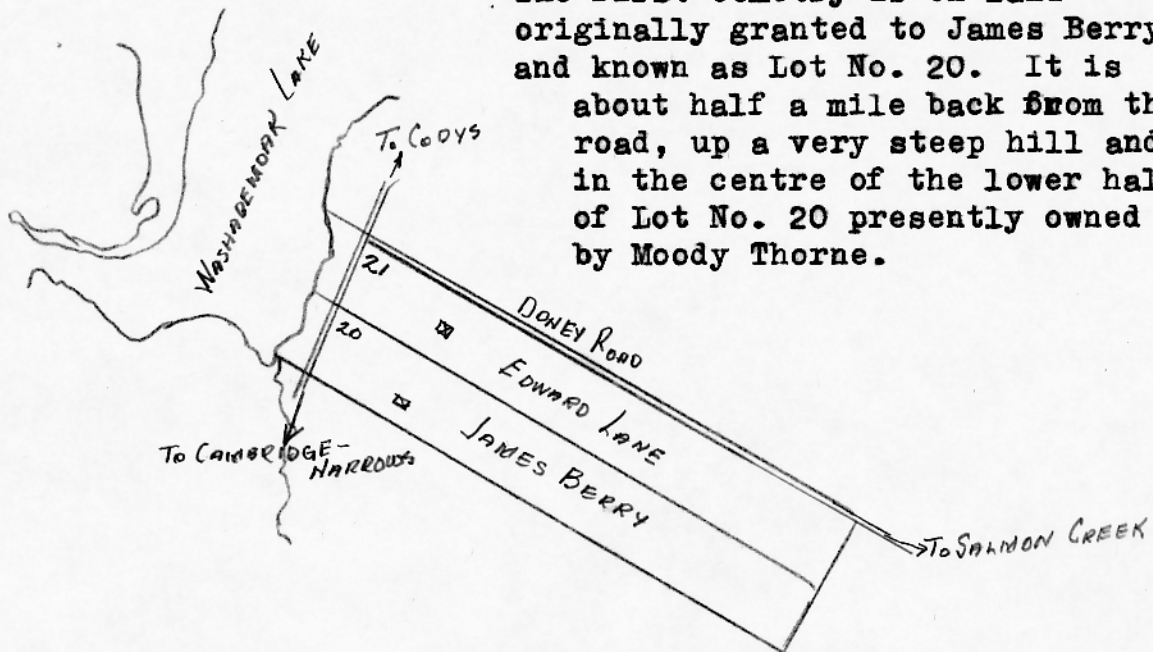 originally granted to James Berry
and known as Lot No. 20. It is
about half a mile back from th
road, up a very steep hill and
in the centre of the lower hal
of Lot No. 20 presently owned
by Moody Thorne.
WASHADEMOAK LAKE
TO CODYS
21
DONEY ROAD
20
EDWARD LANE
JAMES BERRY
TO CAMBRIDGE-
NARROWS
TO SALMON CREEK